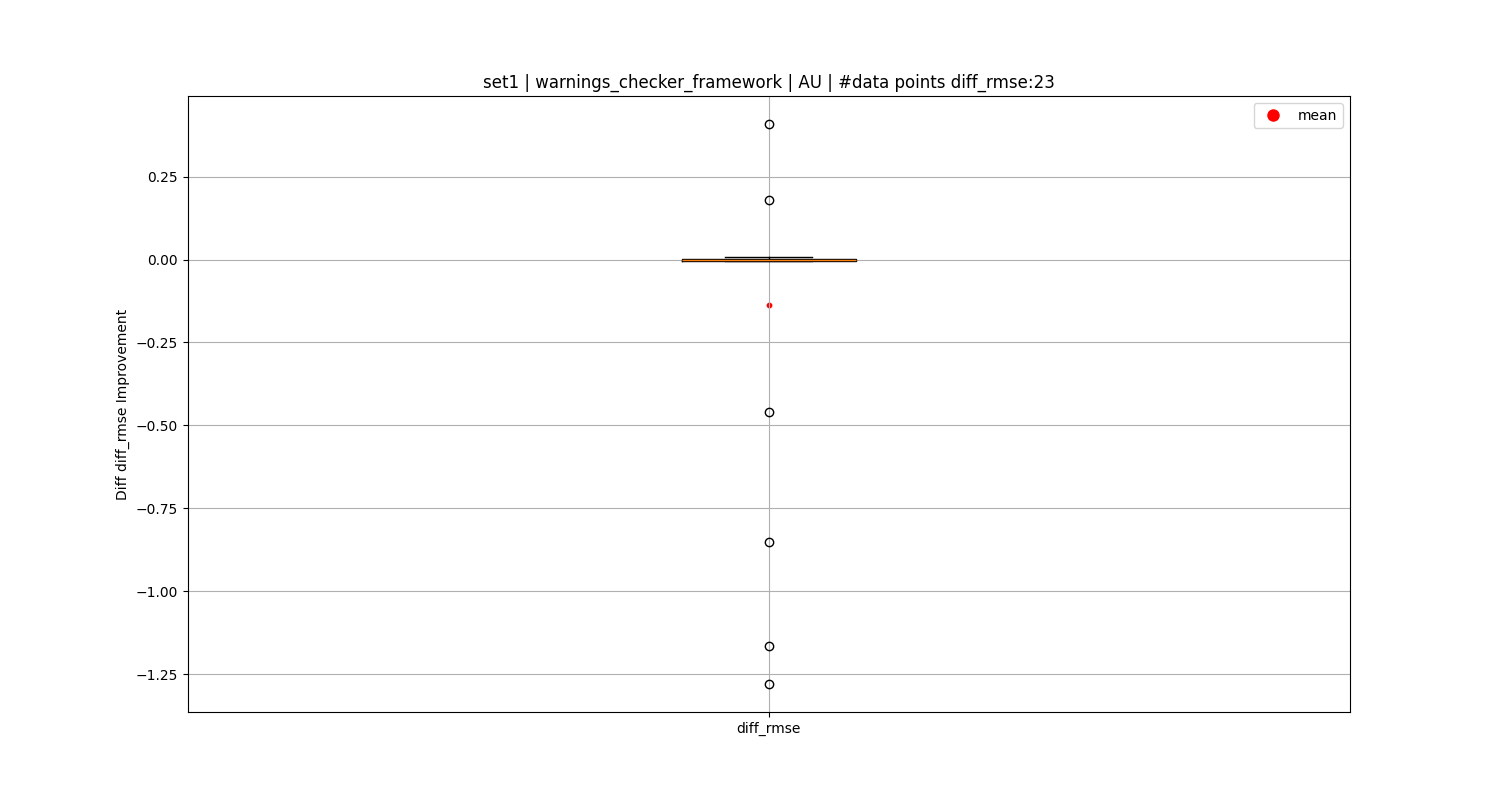 set1 | warnings_checker_framework | AU | #data points diff_rmse:23
mean
0.25
0.00
−0.25
−0.50
−0.75
−1.00
−1.25
Diff diff_rmse Improvement
diff_rmse